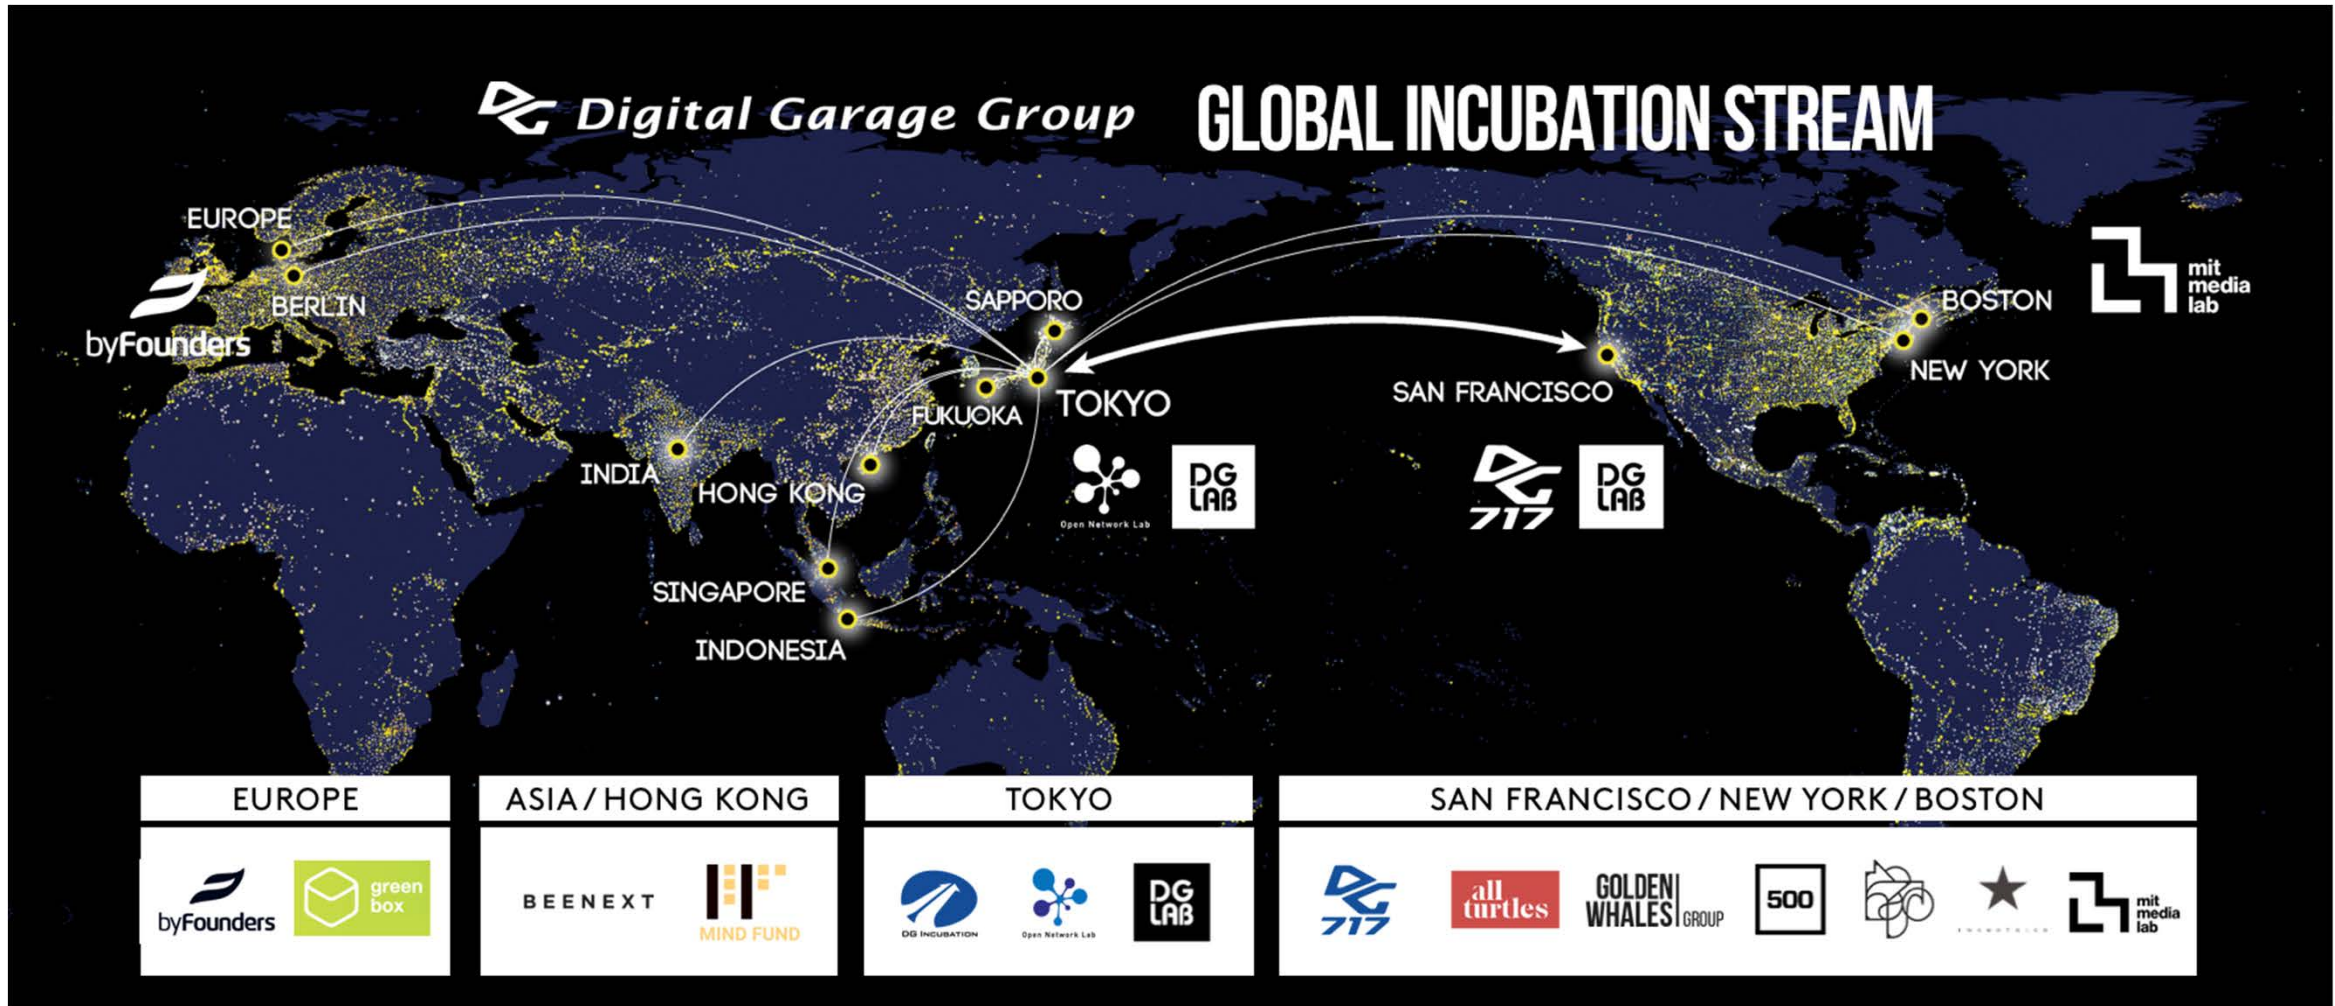 DG Digital Garage Group
GLOBAL INCUBATION STREAM
EUROPE
BERLIN
byFounders
SAPPORO
FUKUOKA
TOKYO
INDIA
HONG KONG
SINGAPORE
INDONESIA
Open Network Lab
DG
LAB
SAN FRANCISCO
DG
717
DG
LAB
BOSTON
NEW YORK
mit
media
lab
EUROPE
byFounders
green
box
ASIA / HONG KONG
BEENEXT
MIND FUND
TOKYO
DG INCUBATION
Open Network Lab
DG
LAB
SAN FRANCISCO / NEW YORK / BOSTON
DG
717
all
turtles
GOLDEN
WHALES GROUP
500
mit
media
lab